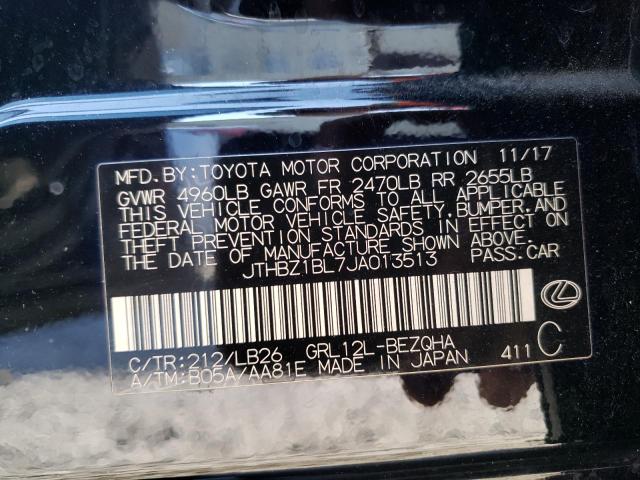 MFD.BY:TOYOTA MOTOR CORPORATION 11/17
GVWR 4960LB GAWR FR 2470LB RR 2655LB
THIS VEHICLE CONFORMS TO ALL APPLICABLE
FEDERAL MOTOR VEHICLE SAFETY,BUMPER,AND
THEFT PREVENTION STANDARDS IN EFFECT ON
THE DATE OF MANUFACTURE SHOWN ABOVE.
JTHBZ1BL7JA013513 PASS.CAR
C/TR:212/LB26 GRL12L-BEZQHA
A/TM:B05A/AA81E MADE IN JAPAN 411 C